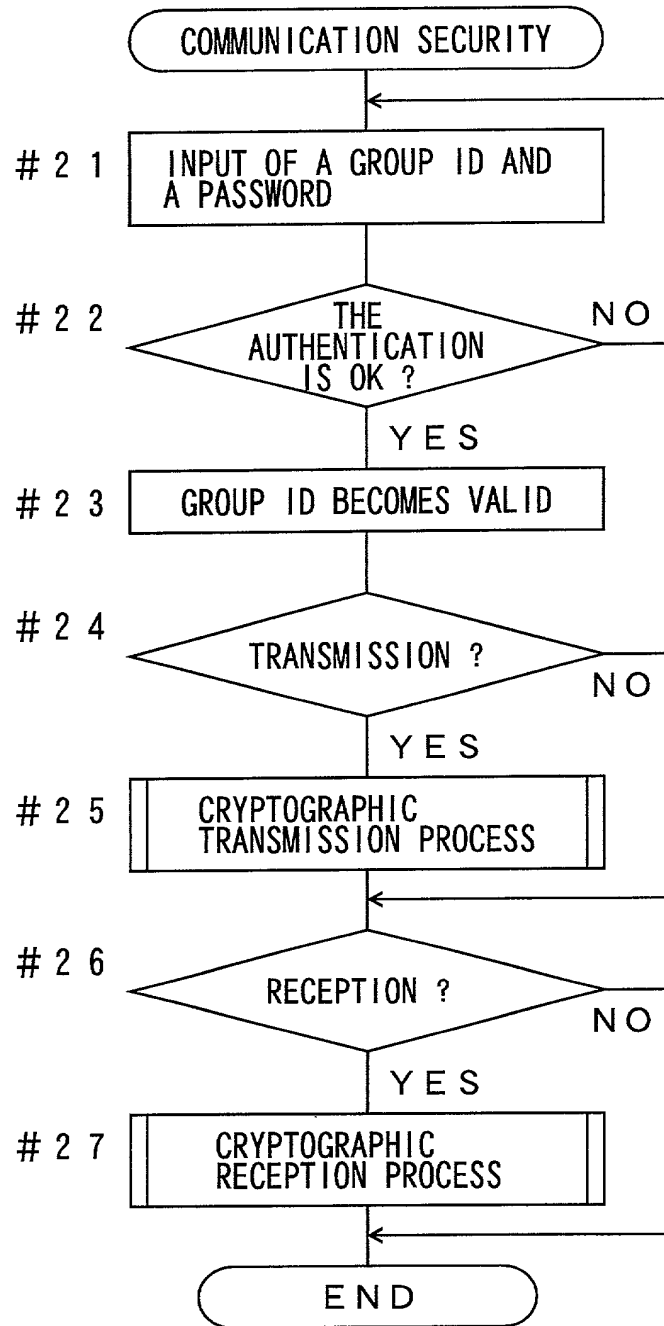 COMMUNICATION SECURITY
#21
INPUT OF A GROUP ID AND
A PASSWORD
#22
THE
AUTHENTICATION
IS OK ?
NO
YES
#23
GROUP ID BECOMES VALID
#24
TRANSMISSION ?
NO
YES
#25
CRYPTOGRAPHIC
TRANSMISSION PROCESS
#26
RECEPTION ?
NO
YES
#27
CRYPTOGRAPHIC
RECEPTION PROCESS
END